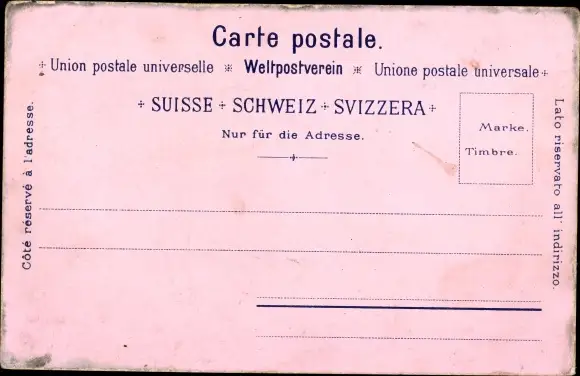 Carte postale.
Union postale universelle ※ Weltpostverein ※ Unione postale universale
+ SUISSE + SCHWEIZ + SVIZZERA +
Nur für die Adresse.
Marke.
Timbre.
Côté réservé à l'adresse.
Lato riservato all' indirizzo.